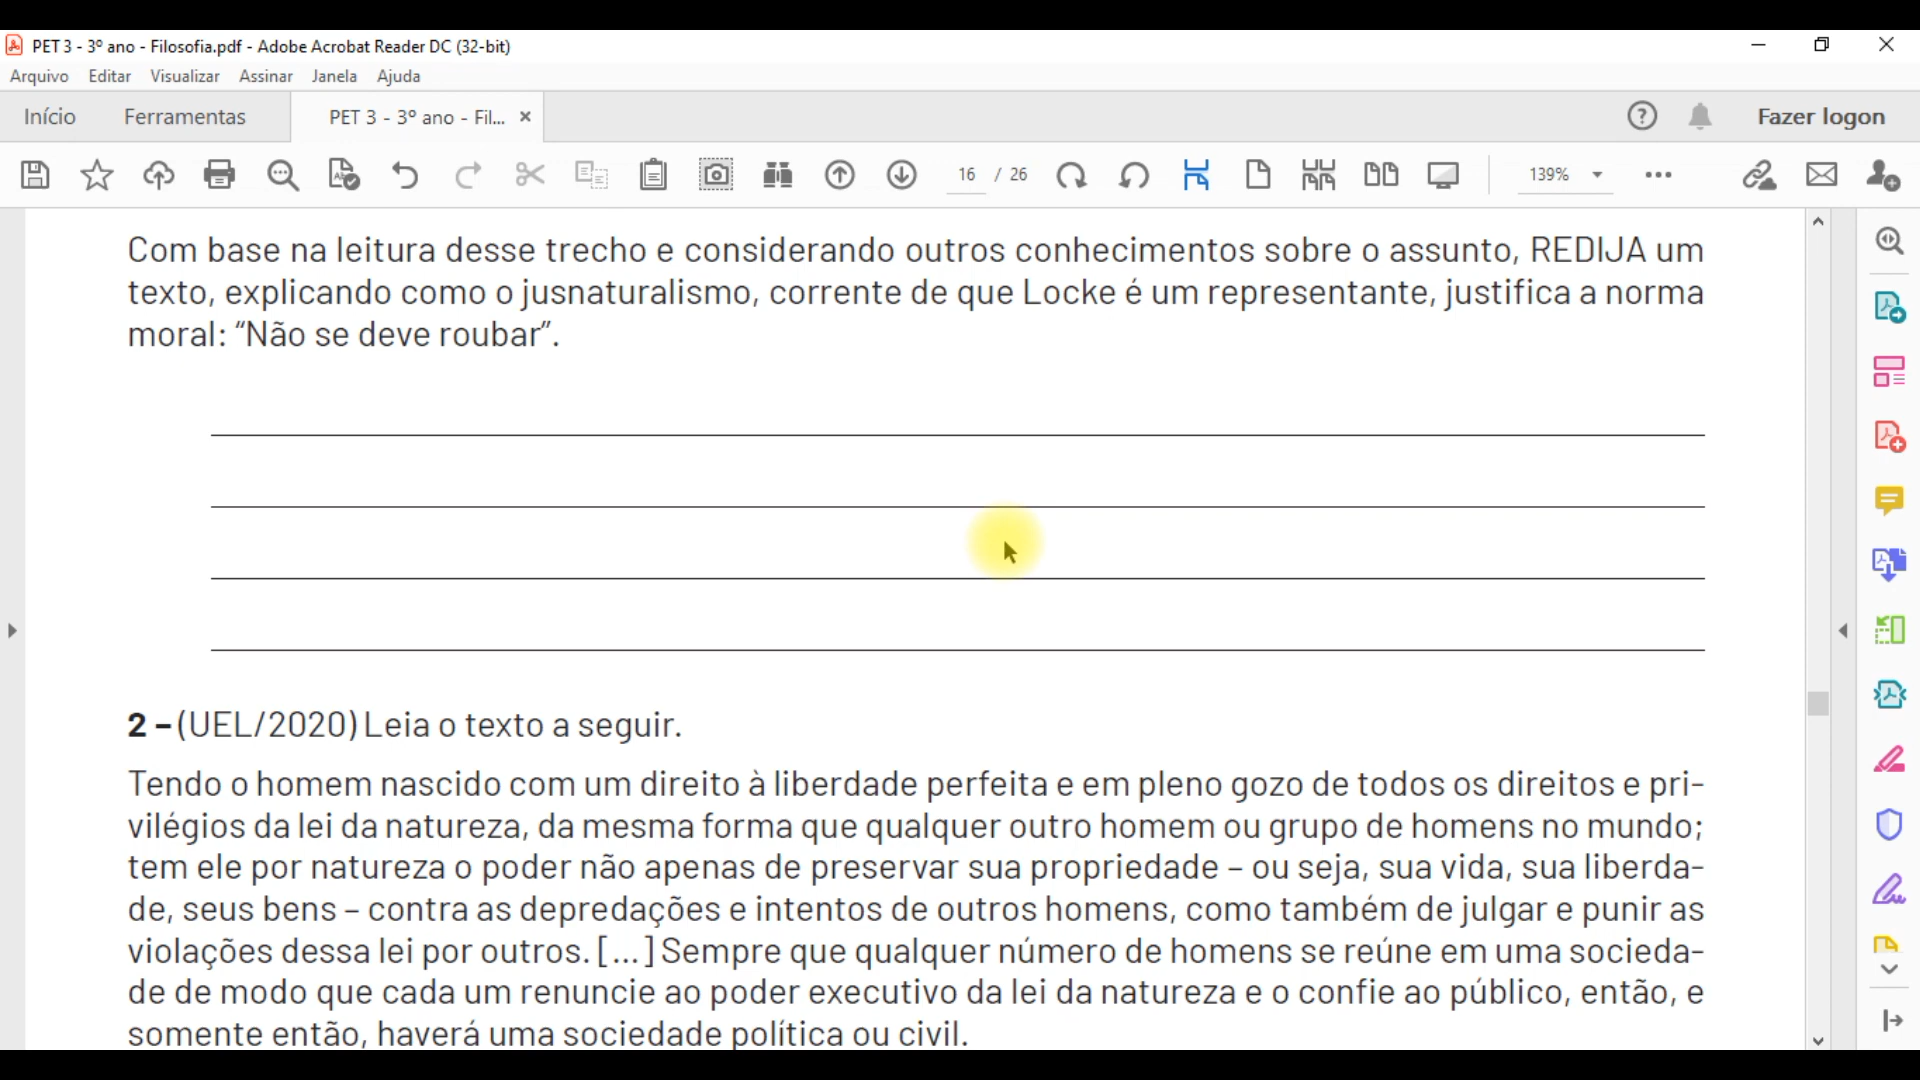 PET 3 - 3º ano - Filosofia.pdf - Adobe Acrobat Reader DC (32-bit)
Arquivo Editar Visualizar Assinar Janela Ajuda
Início Ferramentas PET 3 - 3º ano - Fil... Fazer logon
16 / 26 139%
Com base na leitura desse trecho e considerando outros conhecimentos sobre o assunto, REDIJA um
texto, explicando como o jusnaturalismo, corrente de que Locke é um representante, justifica a norma
moral: “Não se deve roubar”.
2 – (UEL/2020) Leia o texto a seguir.
Tendo o homem nascido com um direito à liberdade perfeita e em pleno gozo de todos os direitos e pri-
vilégios da lei da natureza, da mesma forma que qualquer outro homem ou grupo de homens no mundo;
tem ele por natureza o poder não apenas de preservar sua propriedade – ou seja, sua vida, sua liberda-
de, seus bens – contra as depredações e intentos de outros homens, como também de julgar e punir as
violações dessa lei por outros. [...] Sempre que qualquer número de homens se reúne em uma socieda-
de de modo que cada um renuncie ao poder executivo da lei da natureza e o confie ao público, então, e
somente então, haverá uma sociedade política ou civil.